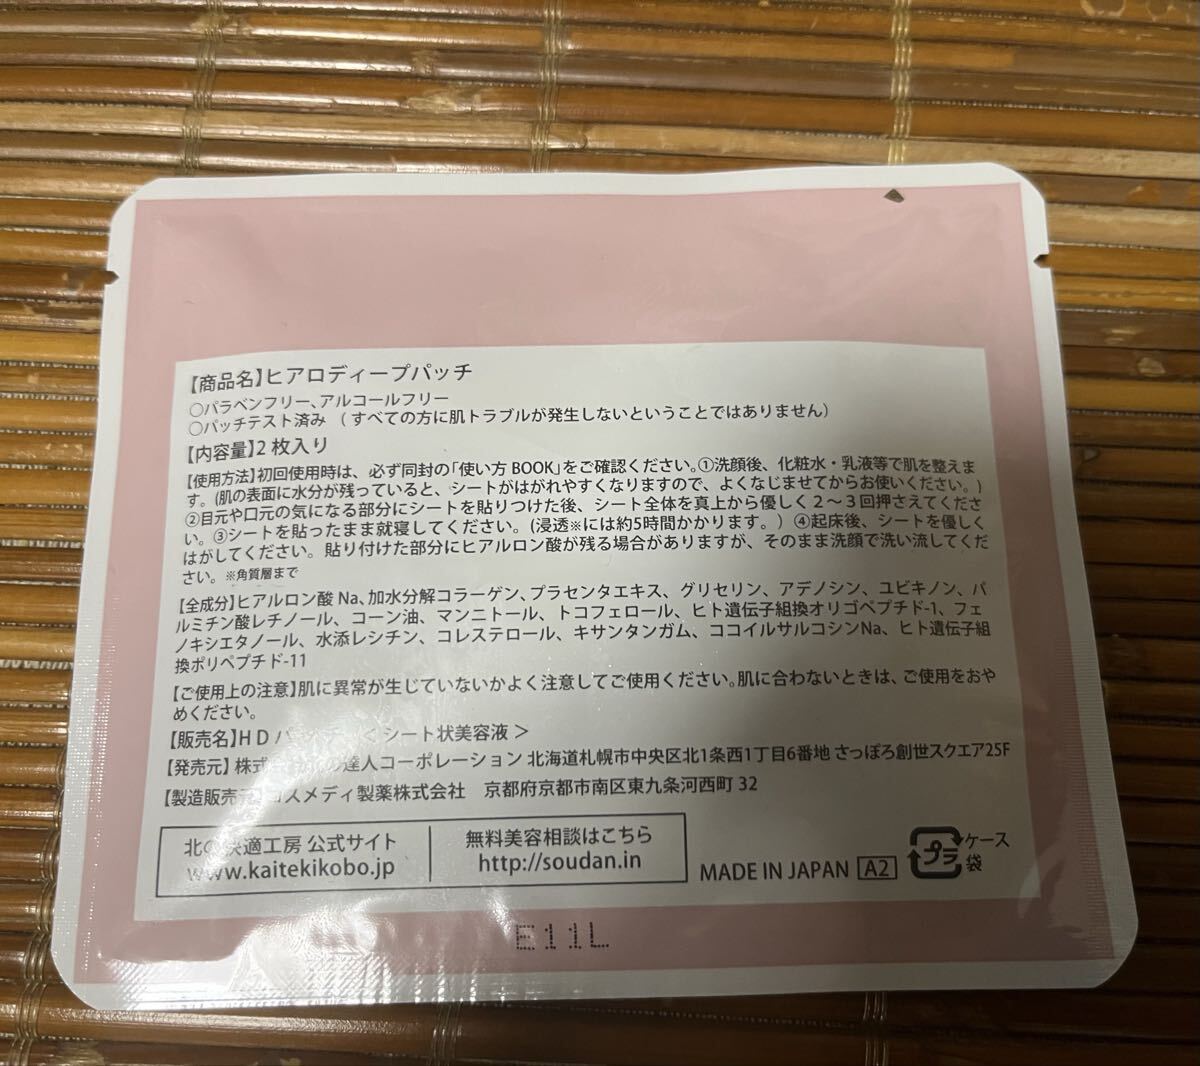 【商品名】ヒアロディープパッチ
○パラベンフリー、アルコールフリー
○パッチテスト済み （すべての方に肌トラブルが発生しないということではありません）
【内容量】2 枚入り
【使用方法】初回使用時は、必ず同封の「使い方 BOOK」をご確認ください。①洗顔後、化粧水・乳液等で肌を整えま
す。(肌の表面に水分が残っていると、シートがはがれやすくなりますので、よくなじませてからお使いください。)
②目元や口元の気になる部分にシートを貼りつけた後、シート全体を真上から優しく２～３回押さえてくださ
い。③シートを貼ったまま就寝してください。(浸透※には約5時間かかります。) ④起床後、シートを優しく
はがしてください。貼り付けた部分にヒアルロン酸が残る場合がありますが、そのまま洗顔で洗い流してくだ
さい。※角質層まで
【全成分】ヒアルロン酸 Na、加水分解コラーゲン、プラセンタエキス、グリセリン、アデノシン、ユビキノン、パ
ルミチン酸レチノール、コーン油、マンニトール、トコフェロール、ヒト遺伝子組換オリゴペプチド-1、フェ
ノキシエタノール、水添レシチン、コレステロール、キサンタンガム、ココイルサルコシンNa、ヒト遺伝子組
換ポリペプチド-11
【ご使用上の注意】肌に異常が生じていないかよく注意してご使用ください。肌に合わないときは、ご使用をおや
めください。
【販売名】ＨＤ ＜ シート状美容液 ＞
【発売元】株式 の達人コーポレーション 北海道札幌市中央区北1条西1丁目6番地 さっぽろ創世スクエア25F
【製造販売元】コスメディ製薬株式会社 京都府京都市南区東九条河西町 32
北の快適工房 公式サイト
www.kaitekikobo.jp
無料美容相談はこちら
http://soudan.in
MADE IN JAPAN A2
プラ
ケース
袋
E11L